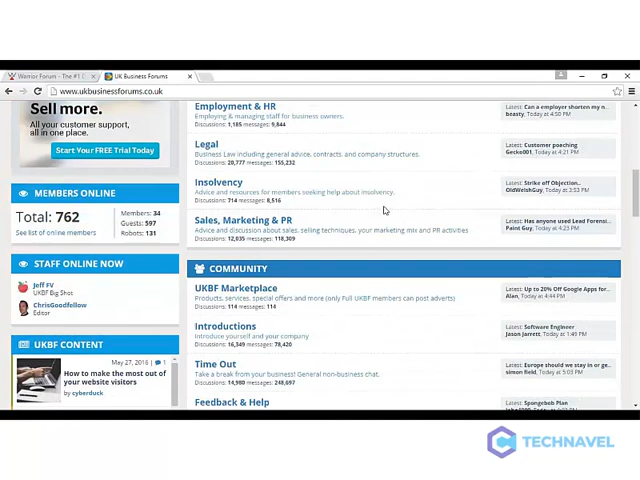 Warrior Forum - The #1 D
UK Business Forums
www.ukbusinessforums.co.uk
Sell more.
All your customer support,
all in one place.
Start Your FREE Trial Today
MEMBERS ONLINE
Total: 762
Members: 34
Guests: 597
Robots: 131
See list of online members
STAFF ONLINE NOW
Jeff FV
UKBF Big Shot
ChrisGoodfellow
Editor
UKBF CONTENT
May 27, 2016 | 1
How to make the most out of
your website visitors
by cyberduck
Employment & HR
Employing & managing staff for business owners.
Discussions: 1,185 messages: 9,844
Latest: Can a employer shorten my n...
beasty, Today at 4:50 PM
Legal
Business Law including general advice, contracts, and company structures.
Discussions: 20,777 messages: 155,232
Latest: Customer poaching
Gecko001, Today at 4:21 PM
Insolvency
Advice and resources for members seeking help about insolvency.
Discussions: 714 messages: 8,516
Latest: Strike off Objection..
OldWelshGuy, Today at 3:53 PM
Sales, Marketing & PR
Advice and discussion about sales, selling techniques, your marketing mix and PR activities
Discussions: 12,035 messages: 118,309
Latest: Has anyone used Lead Forensi...
Paint Guy, Today at 4:23 PM
COMMUNITY
UKBF Marketplace
Products, services, special offers and more (only Full UKBF members can post adverts)
Discussions: 114 messages: 114
Latest: Up to 20% Off Google Apps for...
Alan, Today at 4:44 PM
Introductions
Introduce yourself and your company
Discussions: 16,349 messages: 78,420
Latest: Software Engineer
Jason Jarrett, Today at 1:49 PM
Time Out
Take a break from your business! General non-business chat.
Discussions: 14,980 messages: 248,697
Latest: Europe should we stay in or ge...
simon field, Today at 5:03 PM
Feedback & Help
Latest: Spongebob Plan
TECHNAVEL